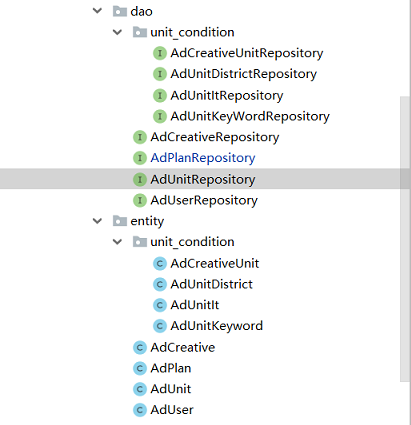 dao
unit_condition
AdCreativeUnitRepository
AdUnitDistrictRepository
AdUnitItRepository
AdUnitKeyWordRepository
AdCreativeRepository
AdPlanRepository
AdUnitRepository
AdUserRepository
entity
unit_condition
AdCreativeUnit
AdUnitDistrict
AdUnitIt
AdUnitKeyword
AdCreative
AdPlan
AdUnit
AdUser